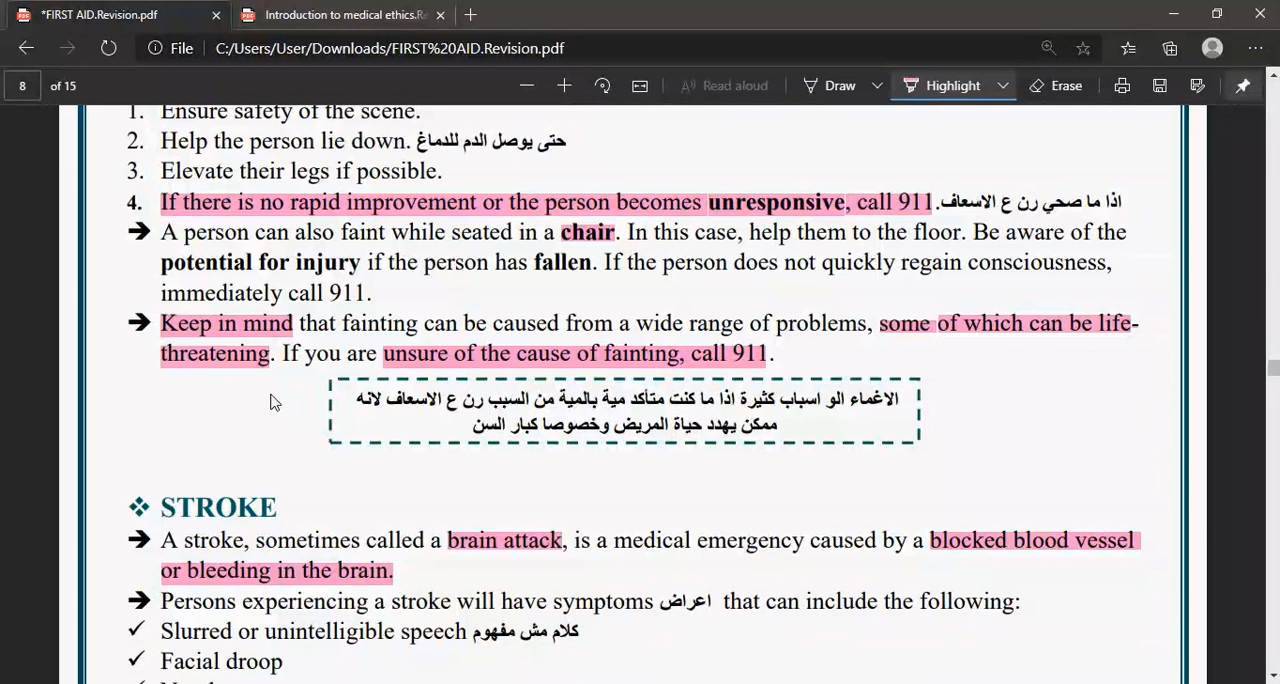 *FIRST AID.Revision.pdf
Introduction to medical ethics.Re
File
C:/Users/User/Downloads/FIRST%20AID.Revision.pdf
8 of 15
Read aloud
Draw
Highlight
Erase
1. Ensure safety of the scene.
2. Help the person lie down. حتى يوصل الدم للدماغ
3. Elevate their legs if possible.
4. If there is no rapid improvement or the person becomes unresponsive, call 911. اذا ما صحي رن ع الاسعاف
➔ A person can also faint while seated in a chair. In this case, help them to the floor. Be aware of the
potential for injury if the person has fallen. If the person does not quickly regain consciousness,
immediately call 911.
➔ Keep in mind that fainting can be caused from a wide range of problems, some of which can be life-
threatening. If you are unsure of the cause of fainting, call 911.
الاغماء الو اسباب كثيرة اذا ما كنت متأكد مية بالمية من السبب رن ع الاسعاف لانه
ممكن يهدد حياة المريض وخصوصا كبار السن
❖ STROKE
➔ A stroke, sometimes called a brain attack, is a medical emergency caused by a blocked blood vessel
or bleeding in the brain.
➔ Persons experiencing a stroke will have symptoms اعراض that can include the following:
✓ Slurred or unintelligible speech كلام مش مفهوم
✓ Facial droop